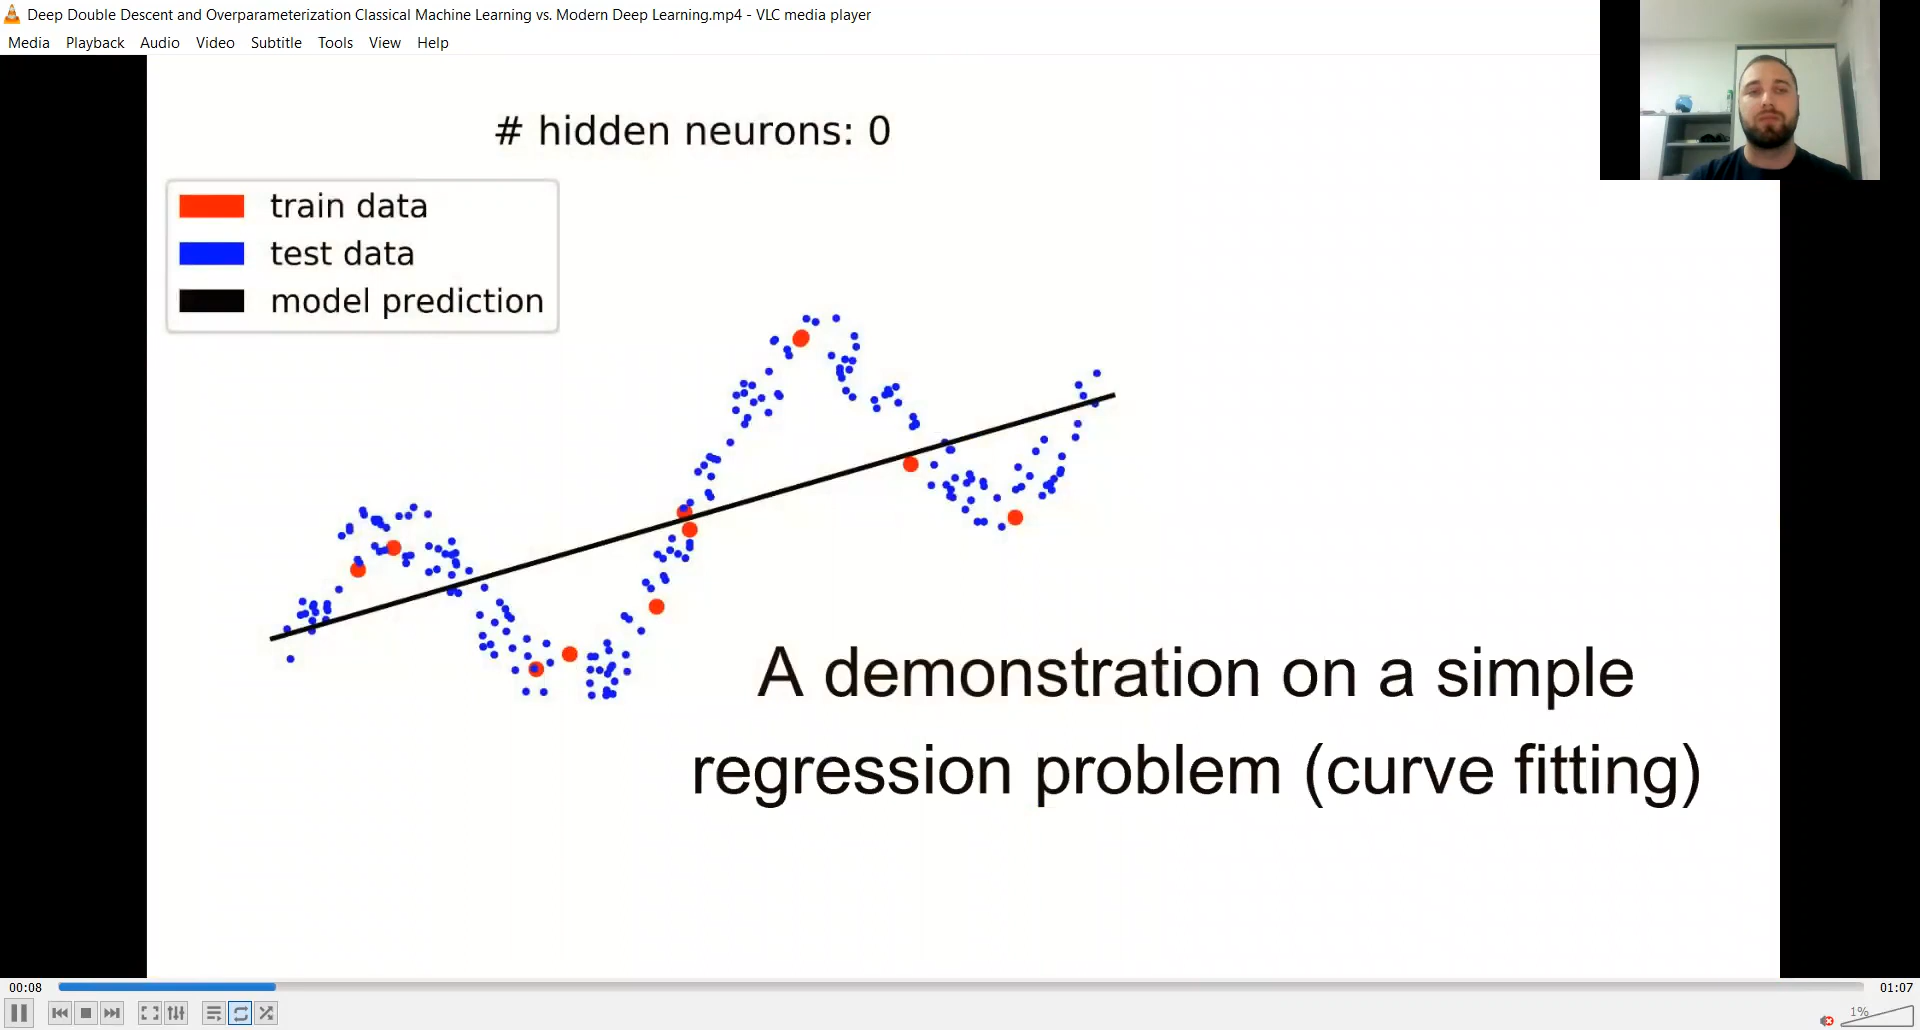 Deep Double Descent and Overparameterization Classical Machine Learning vs. Modern Deep Learning.mp4 - VLC media player
Media Playback Audio Video Subtitle Tools View Help
# hidden neurons: 0
train data
test data
model prediction
A demonstration on a simple
regression problem (curve fitting)
00:08
01:07
1%